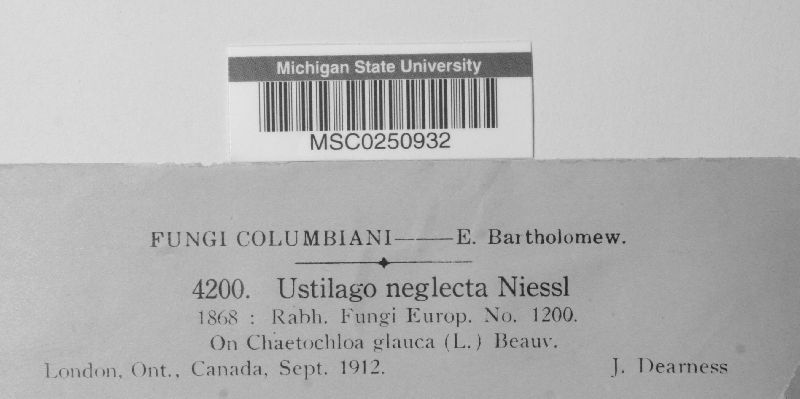 Michigan State University
MSC0250932
FUNGI COLUMBIANI——E. Bartholomew.
4200. Ustilago neglecta Niessl
1868 : Rabh. Fungi Europ. No. 1200.
On Chaetochloa glauca (L.) Beauv.
London, Ont., Canada, Sept. 1912. J. Dearness